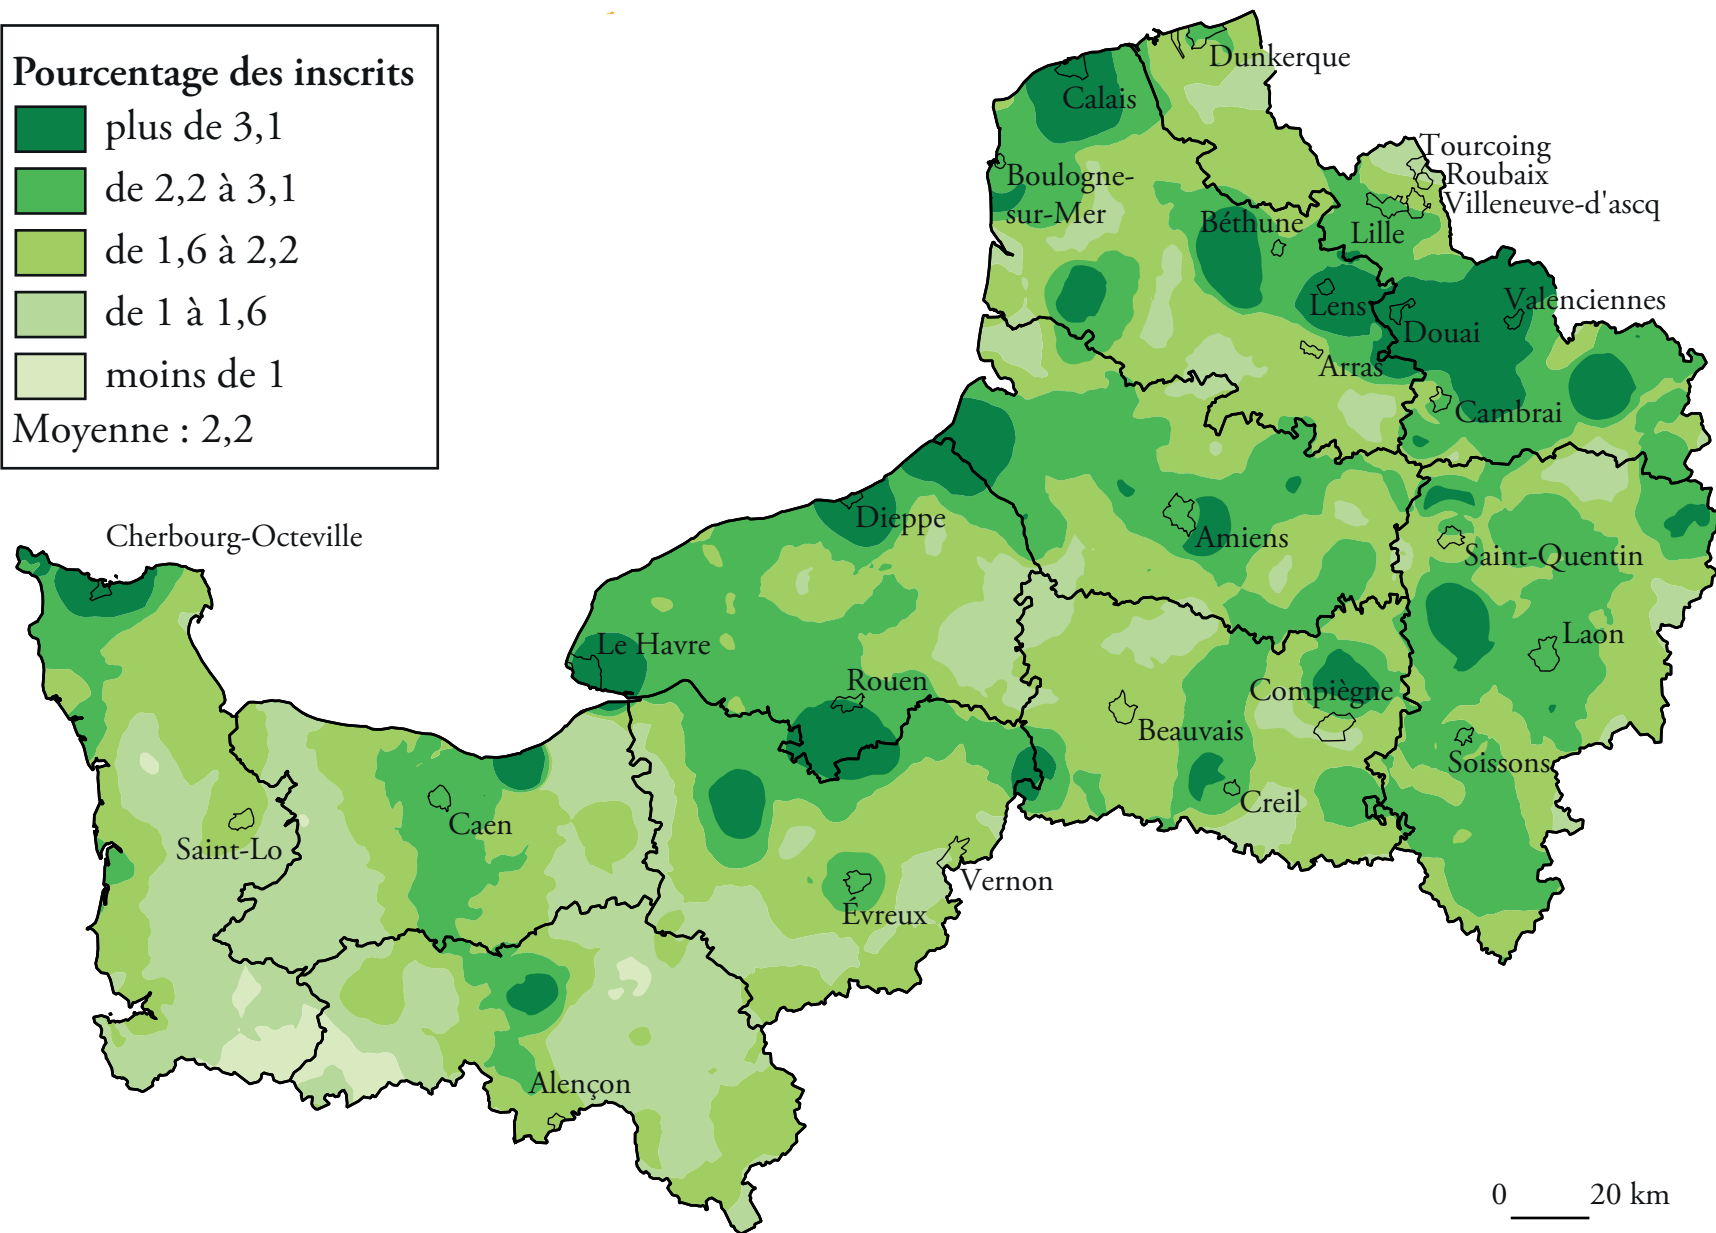 Pourcentage des inscrits
plus de 3,1
de 2,2 à 3,1
de 1,6 à 2,2
de 1 à 1,6
moins de 1
Moyenne : 2,2
Dunkerque
Calais
Tourcoing
Roubaix
Villeneuve-d'ascq
Boulogne-
sur-Mer
Béthune
Lille
Lens
Valenciennes
Douai
Arras
Cambrai
Dieppe
Amiens
Cherbourg-Octeville
Saint-Quentin
Le Havre
Laon
Rouen
Compiègne
Beauvais
Soissons
Creil
Caen
Saint-Lo
Vernon
Évreux
Alençon
0 20 km